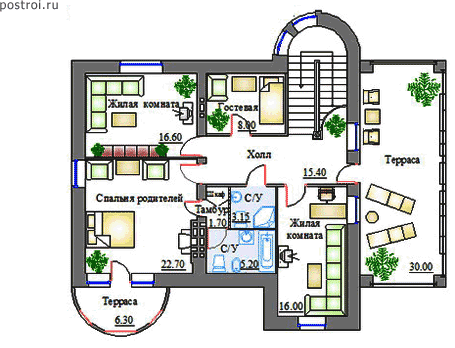 postroi.ru
Жилая комната
16.60
Гостевая
8.00
Холл
15.40
Терраса
30.00
Спальня родителей
22.70
Шкаф
Тамбур
1.70
С/У
3.15
С/У
5.20
Жилая
комната
16.00
Терраса
6.30